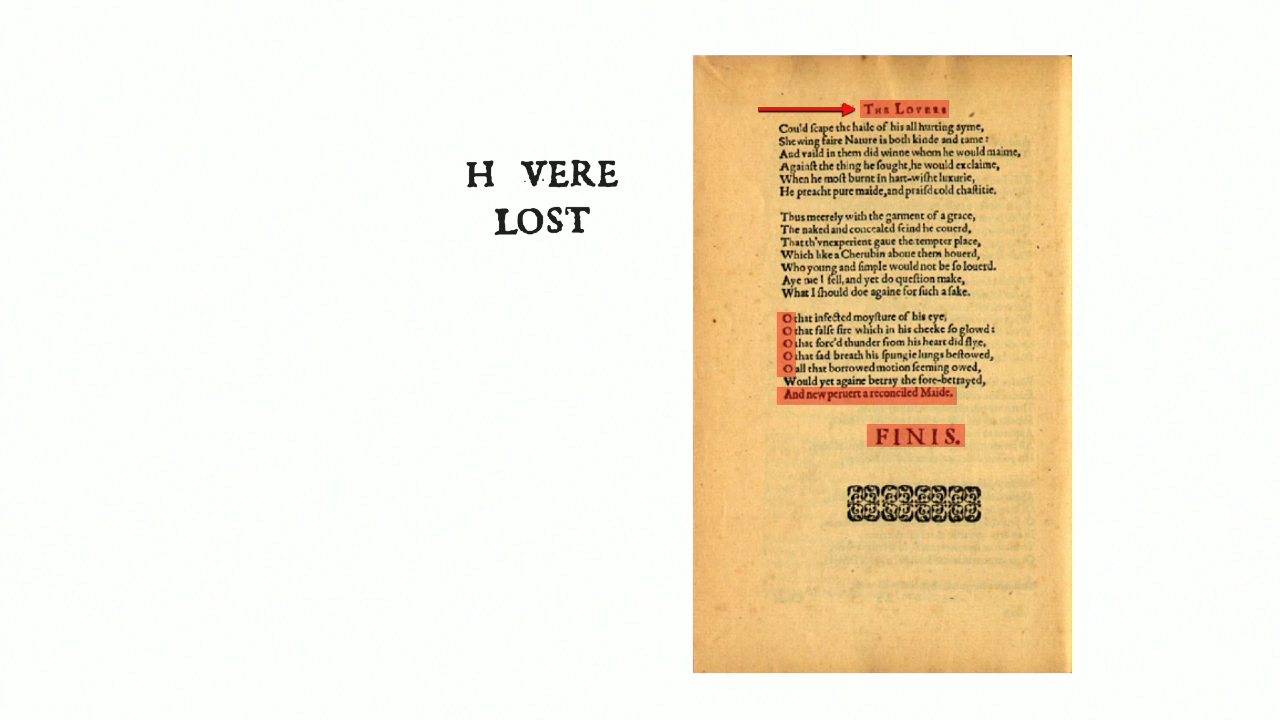 H VERE
LOST
THE LOVERS
Could ſcape the haile of his all hurting ayme,
Shewing faire Nature is both kinde and tame:
And vaild in them did winne whom he would maime,
Againſt the thing he ſought, he would exclaime,
When he moſt burnt in hart-wiſht luxurie,
He preacht pure maide, and praiſd cold chaſtitie.
Thus meerely with the garment of a grace,
The naked and concealed feind he couerd,
That th'vnexperient gaue the tempter place,
Which like a Cherubin aboue them houerd,
Who young and ſimple would not be ſo louerd.
Aye me I fell, and yet do queſtion make,
What I ſhould doe againe for ſuch a ſake.
O that infected moyſture of his eye,
O that falſe fire which in his cheeke ſo glowd:
O that forc'd thunder from his heart did flye,
O that ſad breath his ſpungie lungs beſtowed,
O all that borrowed motion ſeeming owed,
Would yet againe betray the fore-betrayed,
And new peruert a reconciled Maide.
FINIS.